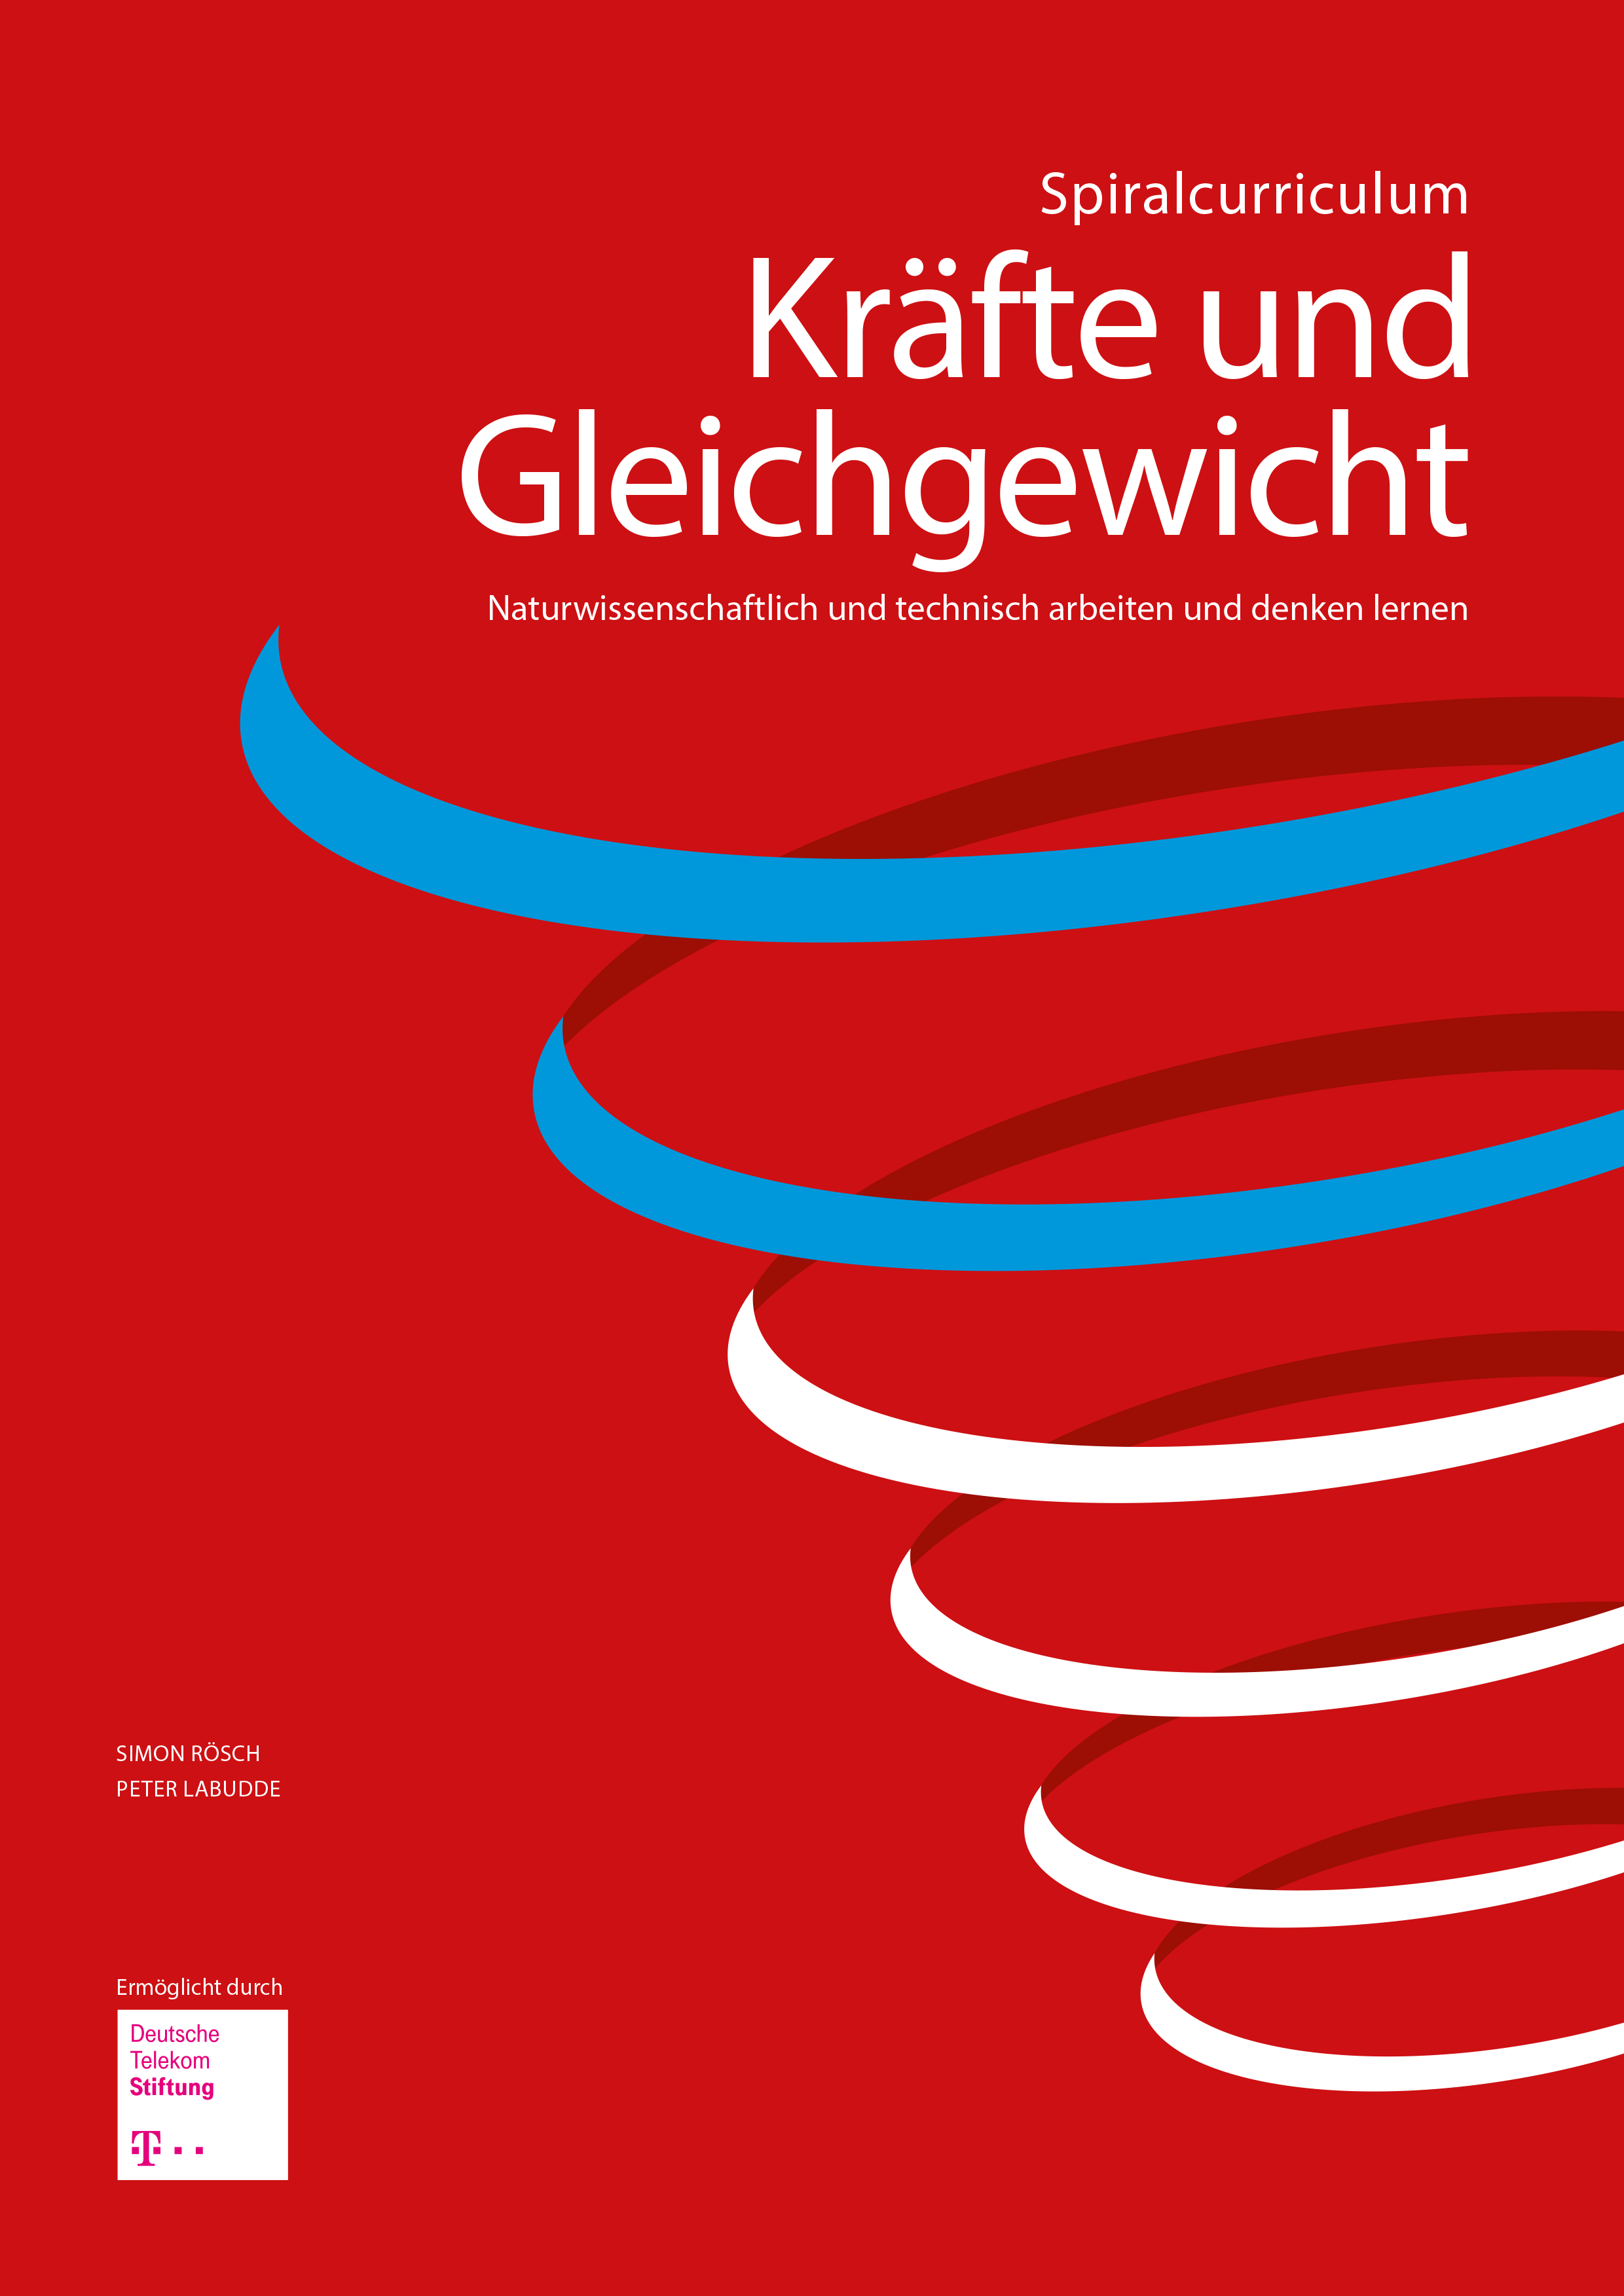 Spiralcurriculum
Kräfte und
Gleichgewicht
Naturwissenschaftlich und technisch arbeiten und denken lernen
SIMON RÖSCH
PETER LABUDDE
Ermöglicht durch
Deutsche
Telekom
Stiftung
T